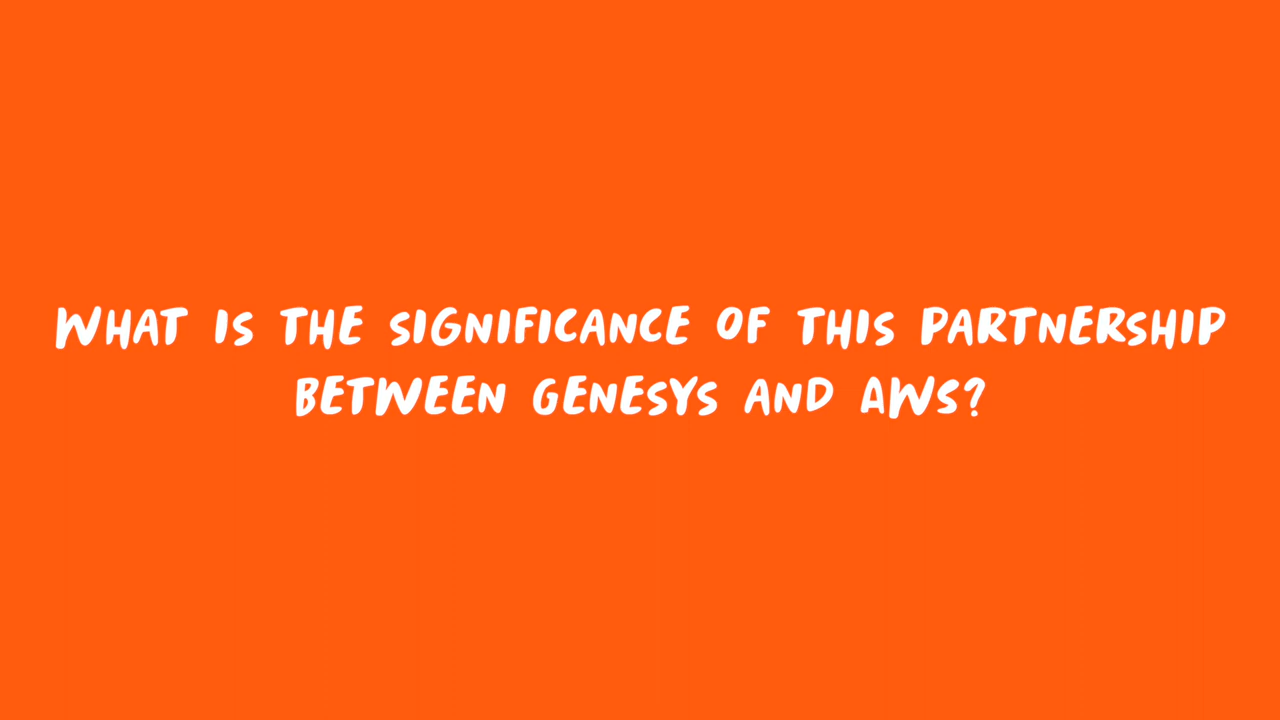 WHAT IS THE SIGNIFICANCE OF THIS PARTNERSHIP
BETWEEN GENESYS AND AWS?